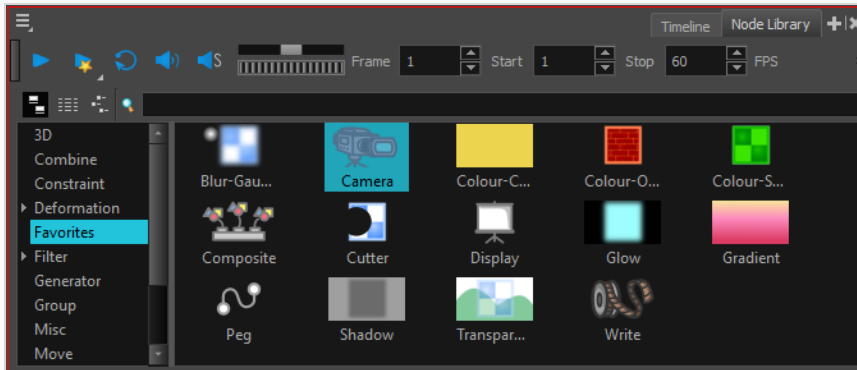 Timeline Node Library
S Frame 1 Start 1 Stop 60 FPS
3D
Combine
Constraint
Deformation
Favorites
Filter
Generator
Group
Misc
Move
Blur-Gau... Camera Colour-C... Colour-O... Colour-S...
Composite Cutter Display Glow Gradient
Peg Shadow Transpar... Write